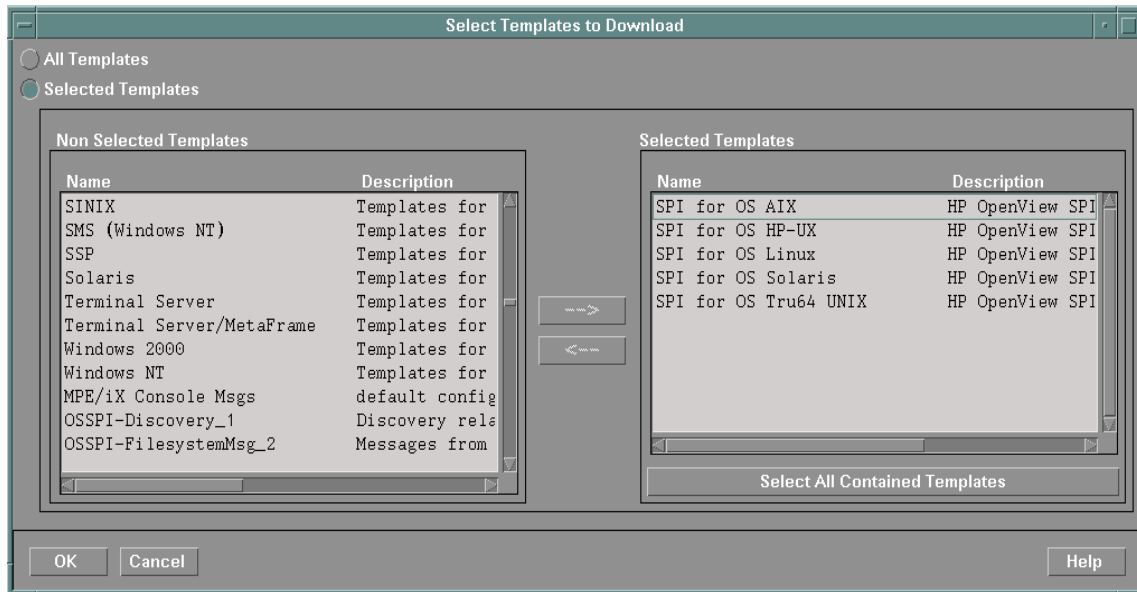 Select Templates to Download
All Templates
Selected Templates
Non Selected Templates
Name Description
SINIX Templates for
SMS (Windows NT) Templates for
SSP Templates for
Solaris Templates for
Terminal Server Templates for
Terminal Server/MetaFrame Templates for
Windows 2000 Templates for
Windows NT Templates for
MPE/iX Console Msgs default config
OSSPI-Discovery_1 Discovery rela
OSSPI-FilesystemMsg_2 Messages from
-->
<--
Selected Templates
Name Description
SPI for OS AIX HP OpenView SPI
SPI for OS HP-UX HP OpenView SPI
SPI for OS Linux HP OpenView SPI
SPI for OS Solaris HP OpenView SPI
SPI for OS Tru64 UNIX HP OpenView SPI
Select All Contained Templates
OK Cancel Help